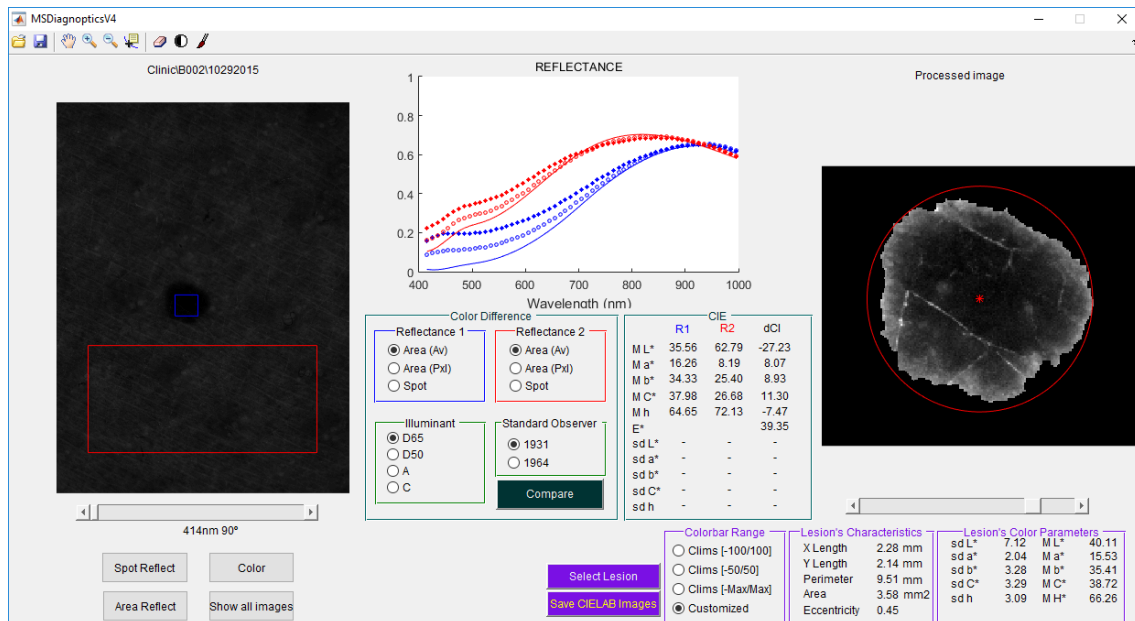 MSDiagnopticsV4
Clinic\B002\10292015
REFLECTANCE
Processed image
1
0.8
0.6
0.4
0.2
0
400 500 600 700 800 900 1000
Wavelength (nm)
414nm 90º
Spot Reflect Color
Area Reflect Show all images
Color Difference
Reflectance 1 Reflectance 2
Area (Av) Area (Av)
Area (Pxl) Area (Pxl)
Spot Spot
Illuminant Standard Observer
D65 1931
D50 1964
A
C
Compare
CIE
R1 R2 dCI
M L* 35.56 62.79 -27.23
M a* 16.26 8.19 8.07
M b* 34.33 25.40 8.93
M C* 37.98 26.68 11.30
M h 64.65 72.13 -7.47
E* 39.35
sd L* - - -
sd a* - - -
sd b* - - -
sd C* - - -
sd h - - -
Select Lesion
Save CIELAB Images
Colorbar Range
Clims [-100/100]
Clims [-50/50]
Clims [-Max/Max]
Customized
Lesion's Characteristics
X Length 2.28 mm
Y Length 2.14 mm
Perimeter 9.51 mm
Area 3.58 mm2
Eccentricity 0.45
Lesion's Color Parameters
sd L* 7.12 M L* 40.11
sd a* 2.04 M a* 15.53
sd b* 3.28 M b* 35.41
sd C* 3.29 M C* 38.72
sd h 3.09 M H* 66.26